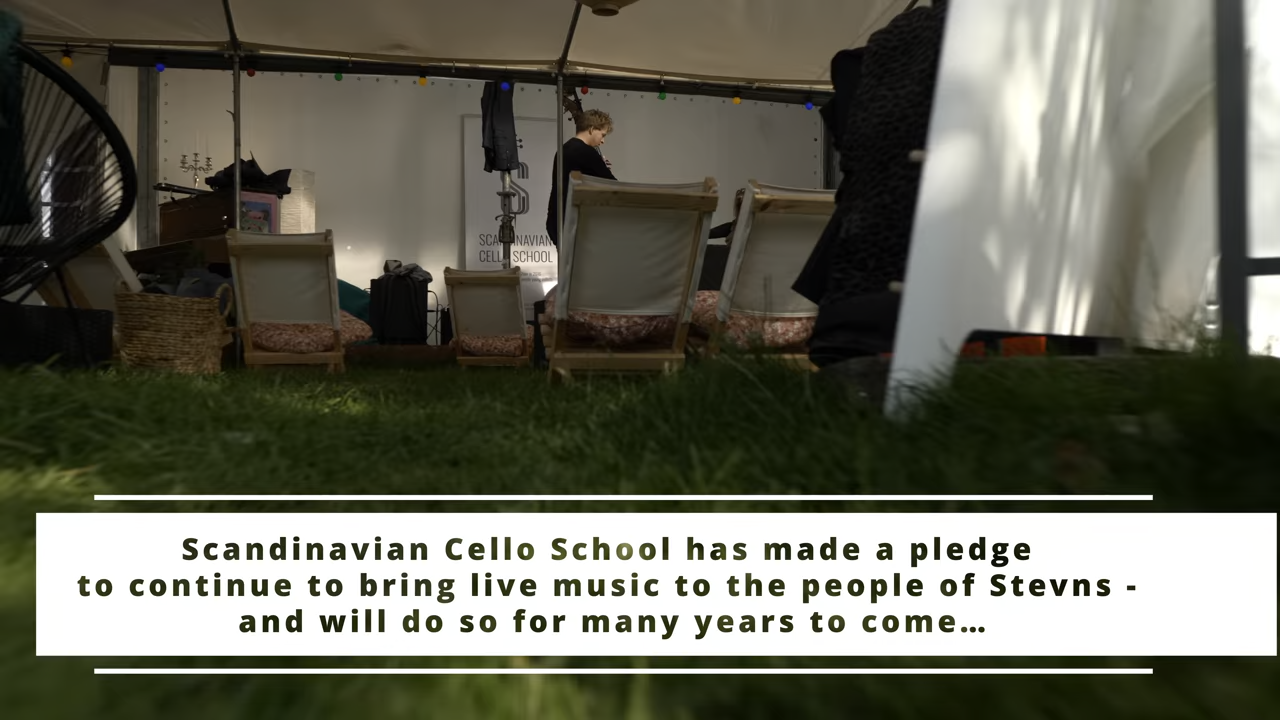 SCANDINAVIAN
CELLO SCHOOL
Scandinavian Cello School has made a pledge
to continue to bring live music to the people of Stevns -
and will do so for many years to come…